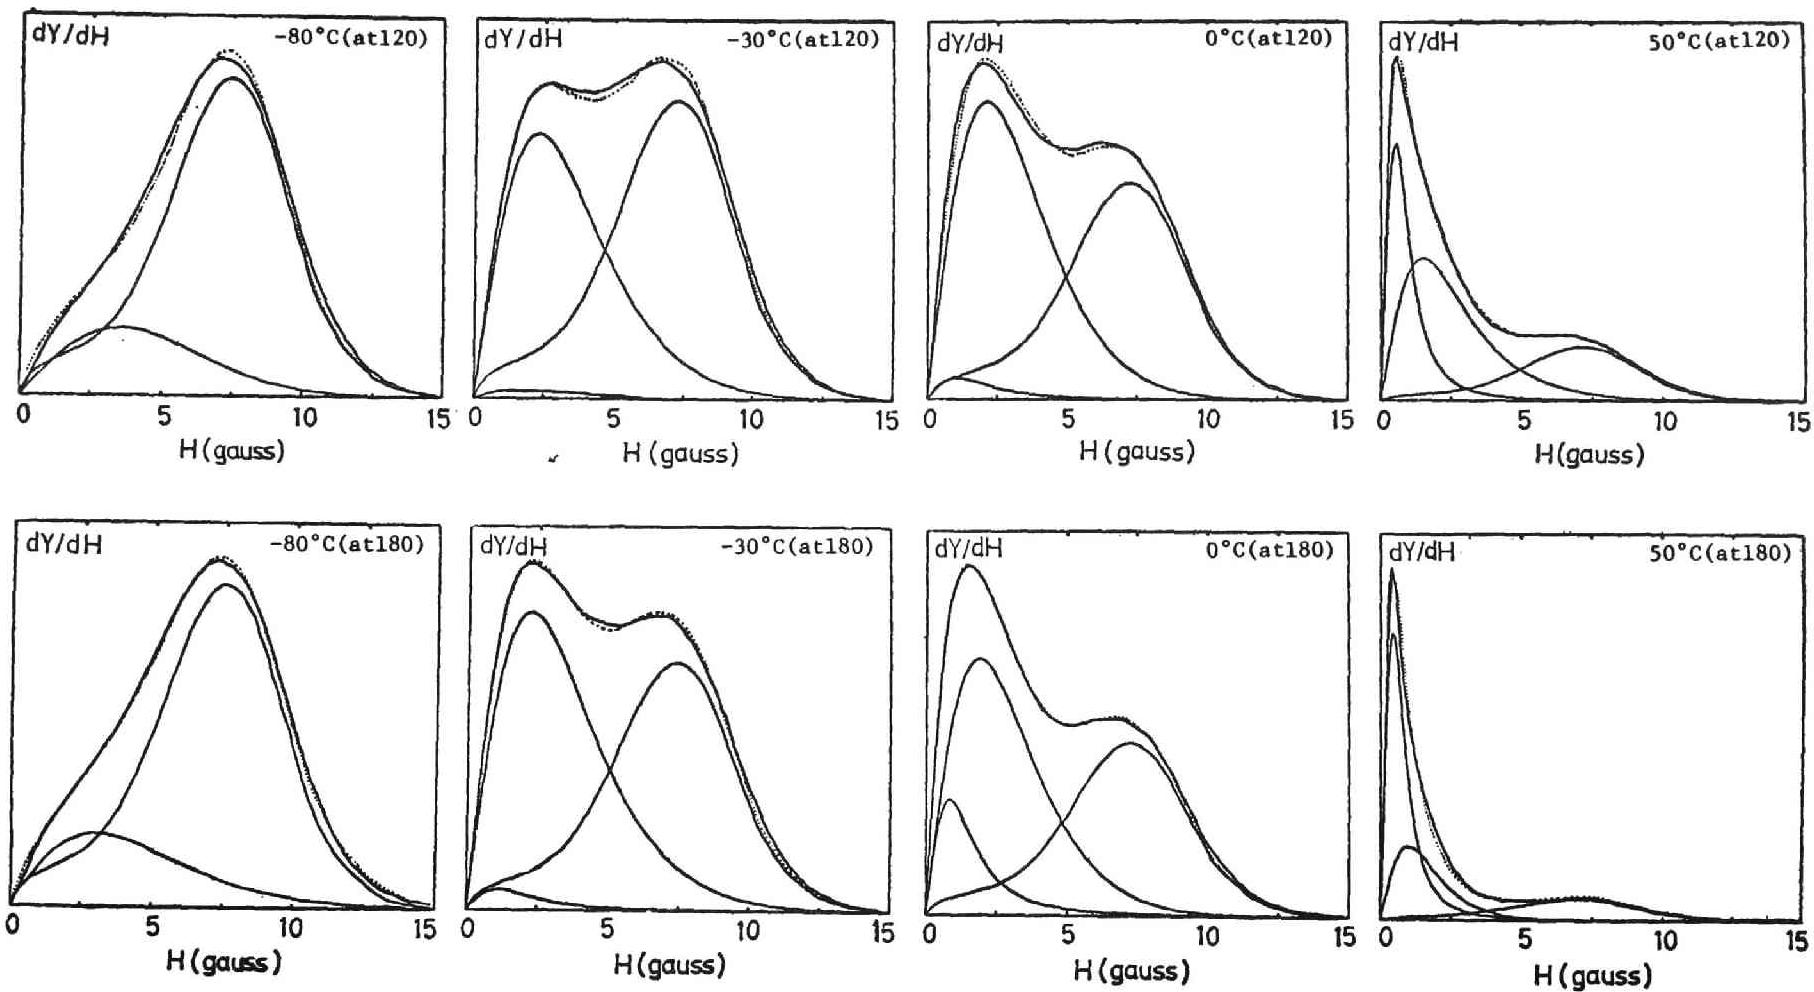 dY/dH -80°C(at120)
0 5 10 15
H(gauss)
dY/dH -30°C(at120)
0 5 10 15
H(gauss)
dY/dH 0°C(at120)
0 5 10 15
H(gauss)
dY/dH 50°C(at120)
0 5 10 15
H(gauss)
dY/dH -80°C(at180)
0 5 10 15
H(gauss)
dY/dH -30°C(at180)
0 5 10 15
H(gauss)
dY/dH 0°C(at180)
0 5 10 15
H(gauss)
dY/dH 50°C(at180)
0 5 10 15
H(gauss)